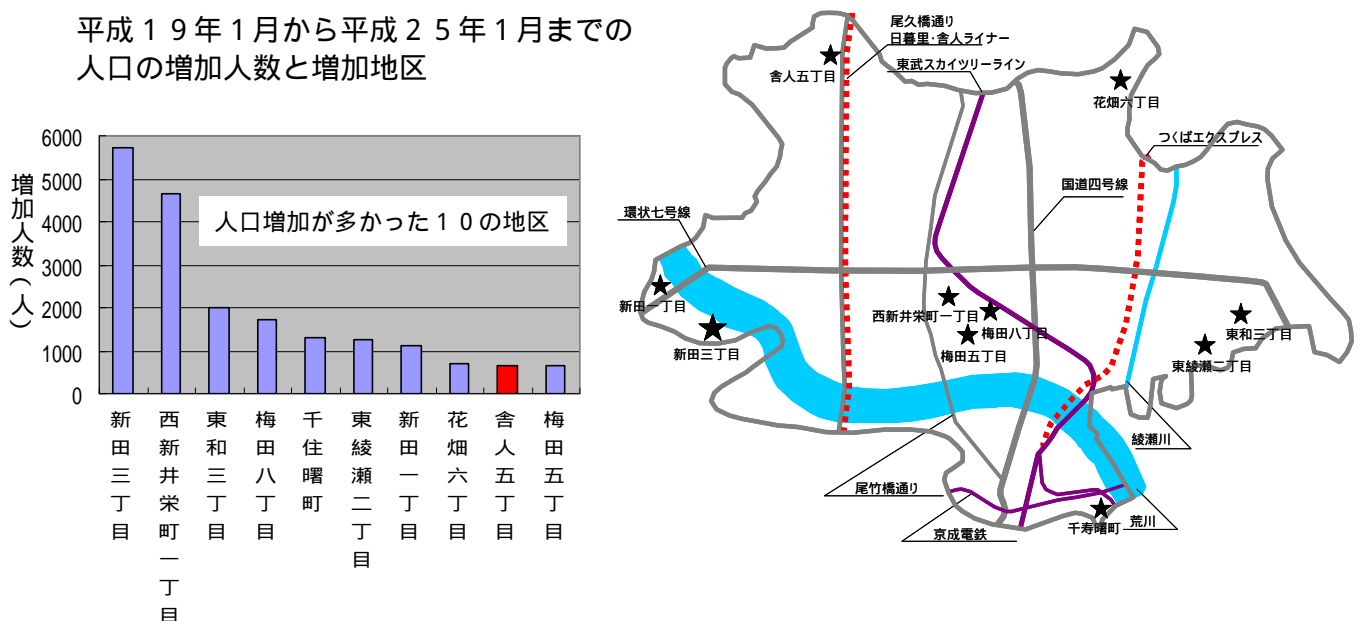 平成１９年１月から平成２５年１月までの
人口の増加人数と増加地区
増加人数(人)
6000
5000
4000
3000
2000
1000
0
人口増加が多かった１０の地区
新田三丁目
西新井栄町一丁目
東和三丁目
梅田八丁目
千住曙町
東綾瀬二丁目
新田一丁目
花畑六丁目
舎人五丁目
梅田五丁目
尾久橋通り
日暮里・舎人ライナー
東武スカイツリーライン
舎人五丁目
花畑六丁目
つくばエクスプレス
国道四号線
環状七号線
新田一丁目
新田三丁目
西新井栄町一丁目
梅田八丁目
梅田五丁目
東和三丁目
東綾瀬二丁目
綾瀬川
尾竹橋通り
京成電鉄
千寿曙町
荒川